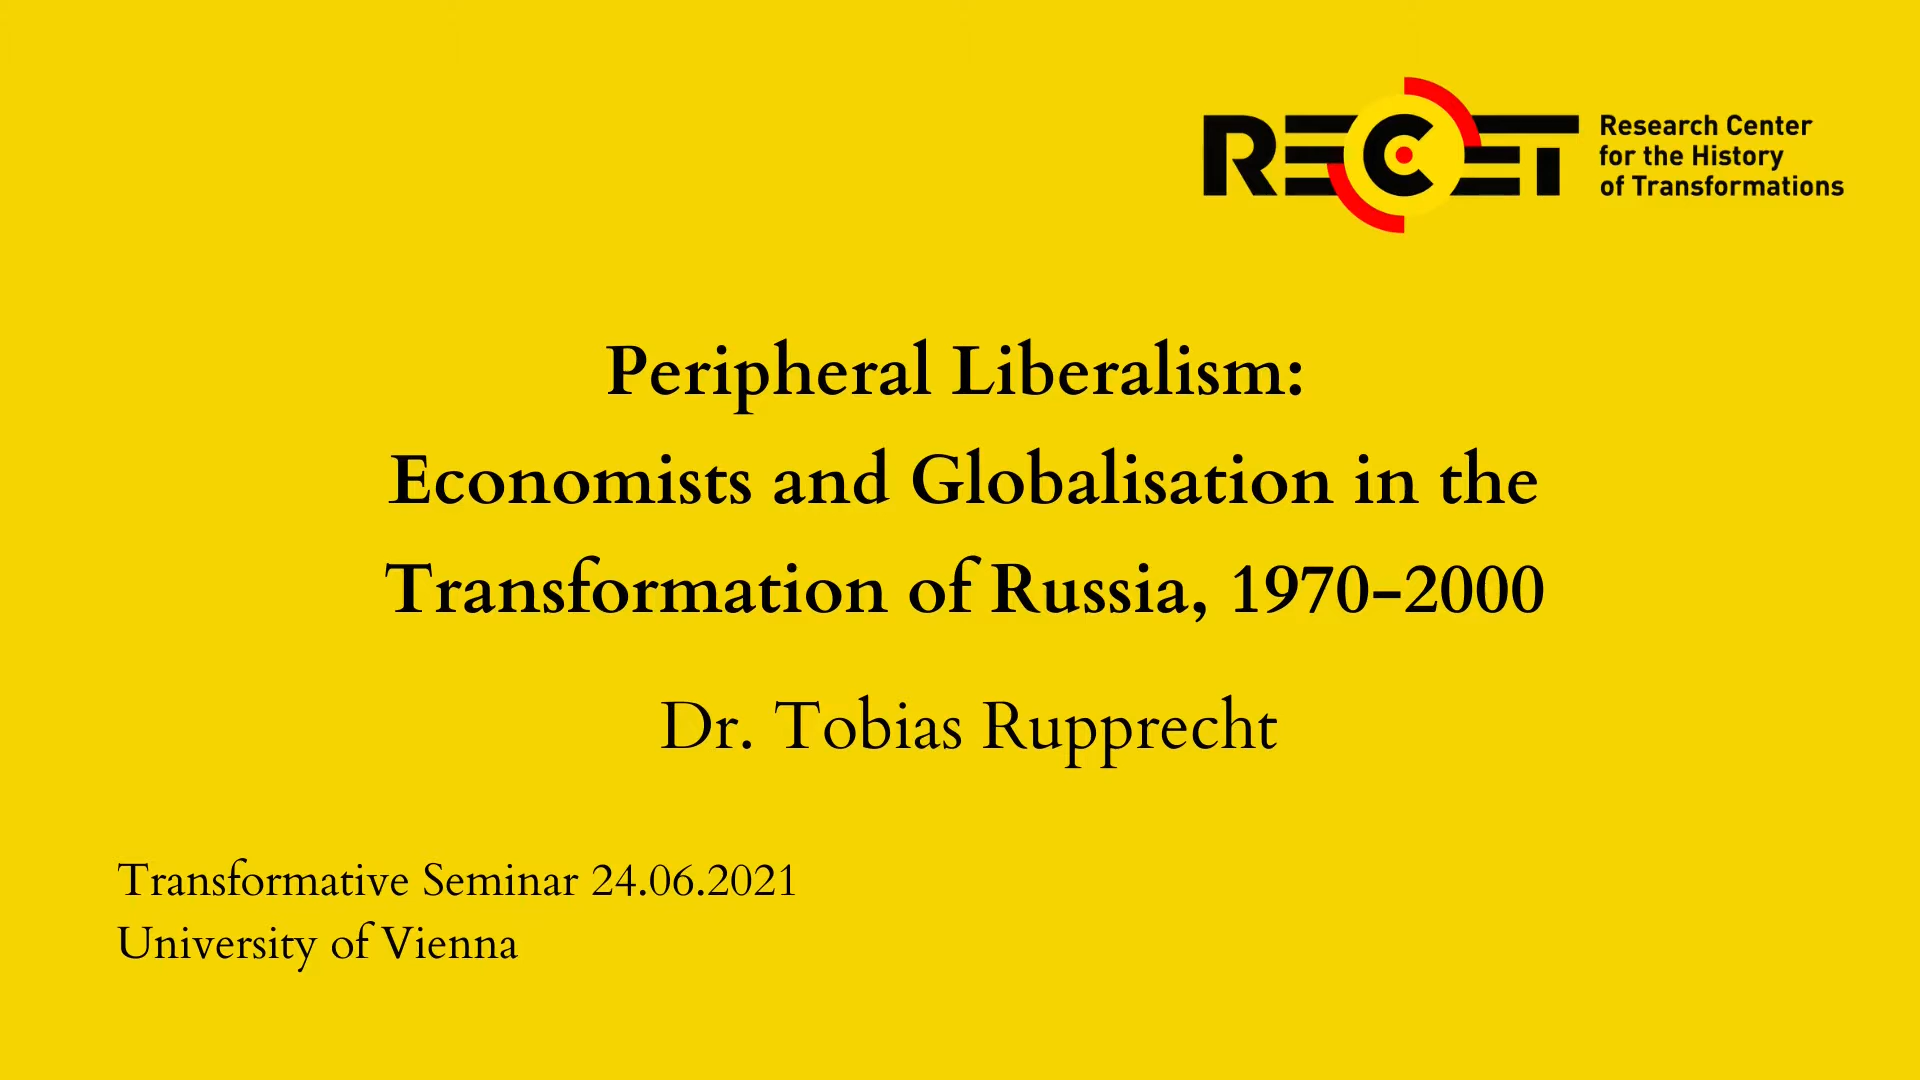 RECET
Research Center
for the History
of Transformations
Peripheral Liberalism:
Economists and Globalisation in the
Transformation of Russia, 1970-2000
Dr. Tobias Rupprecht
Transformative Seminar 24.06.2021
University of Vienna